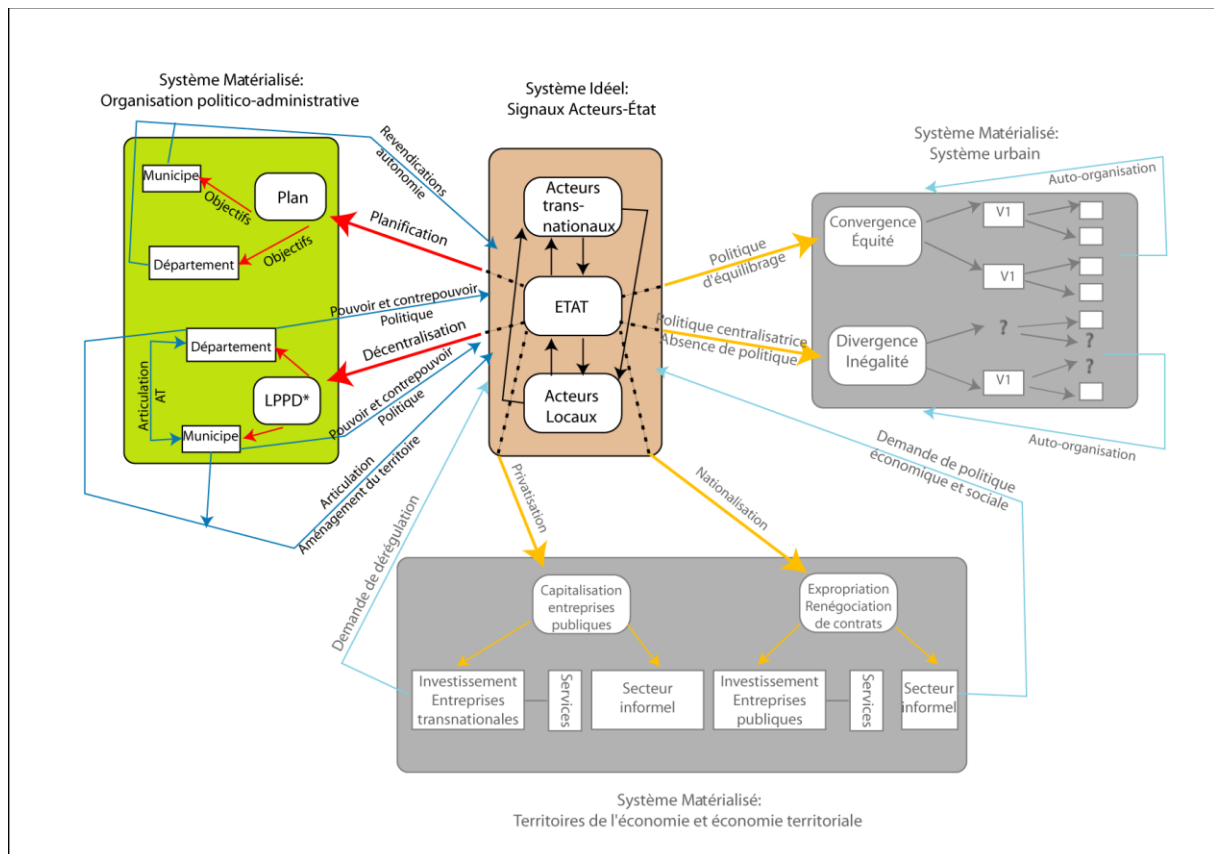 Système Matérialisé:
Organisation politico-administrative
Système Idéel:
Signaux Acteurs-État
Système Matérialisé:
Système urbain
Municipe
Plan
Objectifs
Objectifs
Département
Département
LPPD*
Municipe
Articulation
AT
Revendications
autonomie
Planification
Pouvoir et contrepouvoir
Politique
Décentralisation
Pouvoir et contrepouvoir
Politique
Articulation
Aménagement du territoire
Demande de dérégulation
Acteurs
trans-
nationaux
ETAT
Acteurs
Locaux
Politique
d'équilibrage
Politique centralisatrice
Absence de politique
Auto-organisation
Convergence
Équité
V1
V1
Divergence
Inégalité
?
?
?
V1
Auto-organisation
Demande de politique
économique et sociale
Privatisation
Nationalisation
Capitalisation
entreprises
publiques
Expropriation
Renégociation
de contrats
Investissement
Entreprises
transnationales
Services
Secteur
informel
Investissement
Entreprises
publiques
Services
Secteur
informel
Système Matérialisé:
Territoires de l'économie et économie territoriale